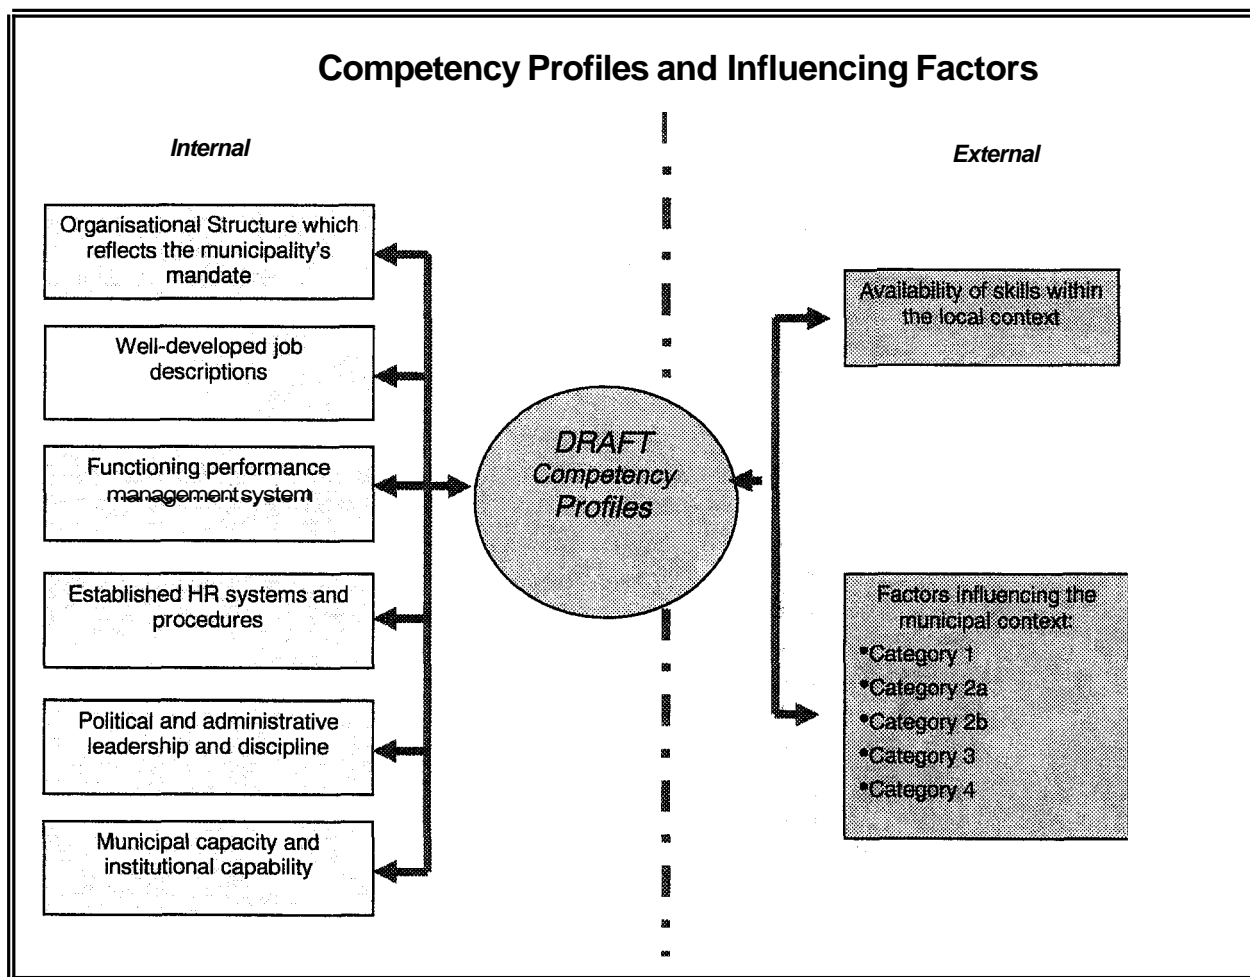 Competency Profiles and Influencing Factors
Internal
Organisational Structure which
reflects the municipality's
mandate
Well-developed job
descriptions
Functioning performance
management system
Established HR systems and
procedures
Political and administrative
leadership and discipline
Municipal capacity and
institutional capability
DRAFT
Competency
Profiles
External
Availability of skills within
the local context
Factors influencing the
municipal context:
•Category 1
•Category 2a
•Category 2b
•Category 3
•Category 4